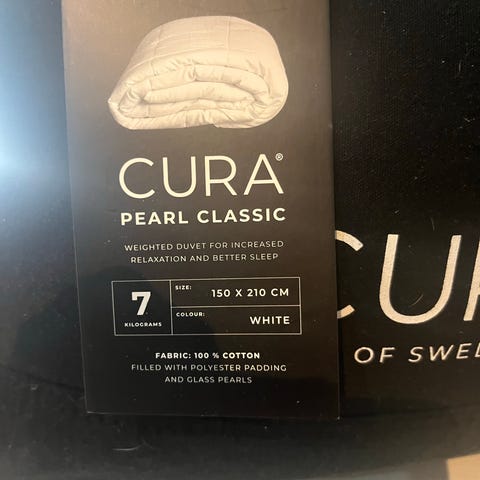 CURA®
PEARL CLASSIC
WEIGHTED DUVET FOR INCREASED
RELAXATION AND BETTER SLEEP
7
KILOGRAMS
SIZE: 150 X 210 CM
COLOUR: WHITE
FABRIC: 100 % COTTON
FILLED WITH POLYESTER PADDING
AND GLASS PEARLS
CU
OF SWE